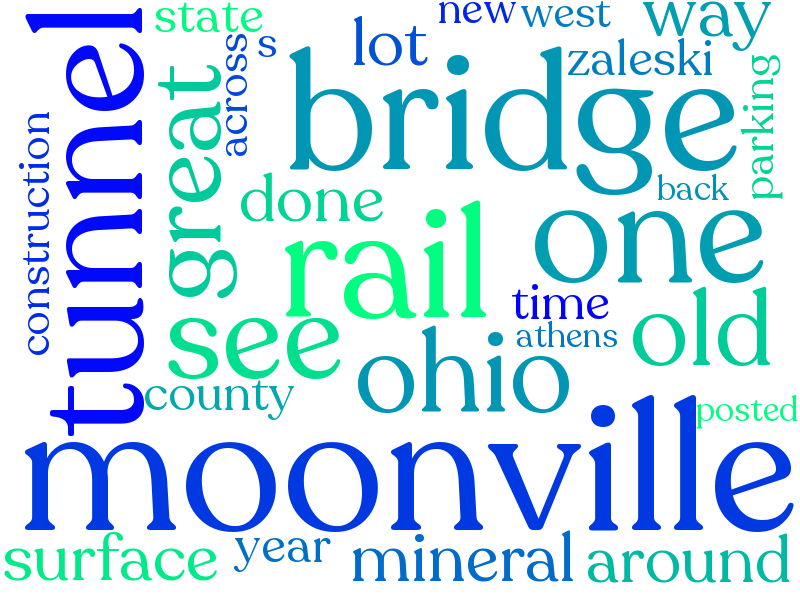 state
new
west
way
across
s
lot
zaleski
tunnel
great
bridge
parking
construction
done
back
one
rail
time
see
athens
old
ohio
county
posted
moonville
surface
year
mineral
around